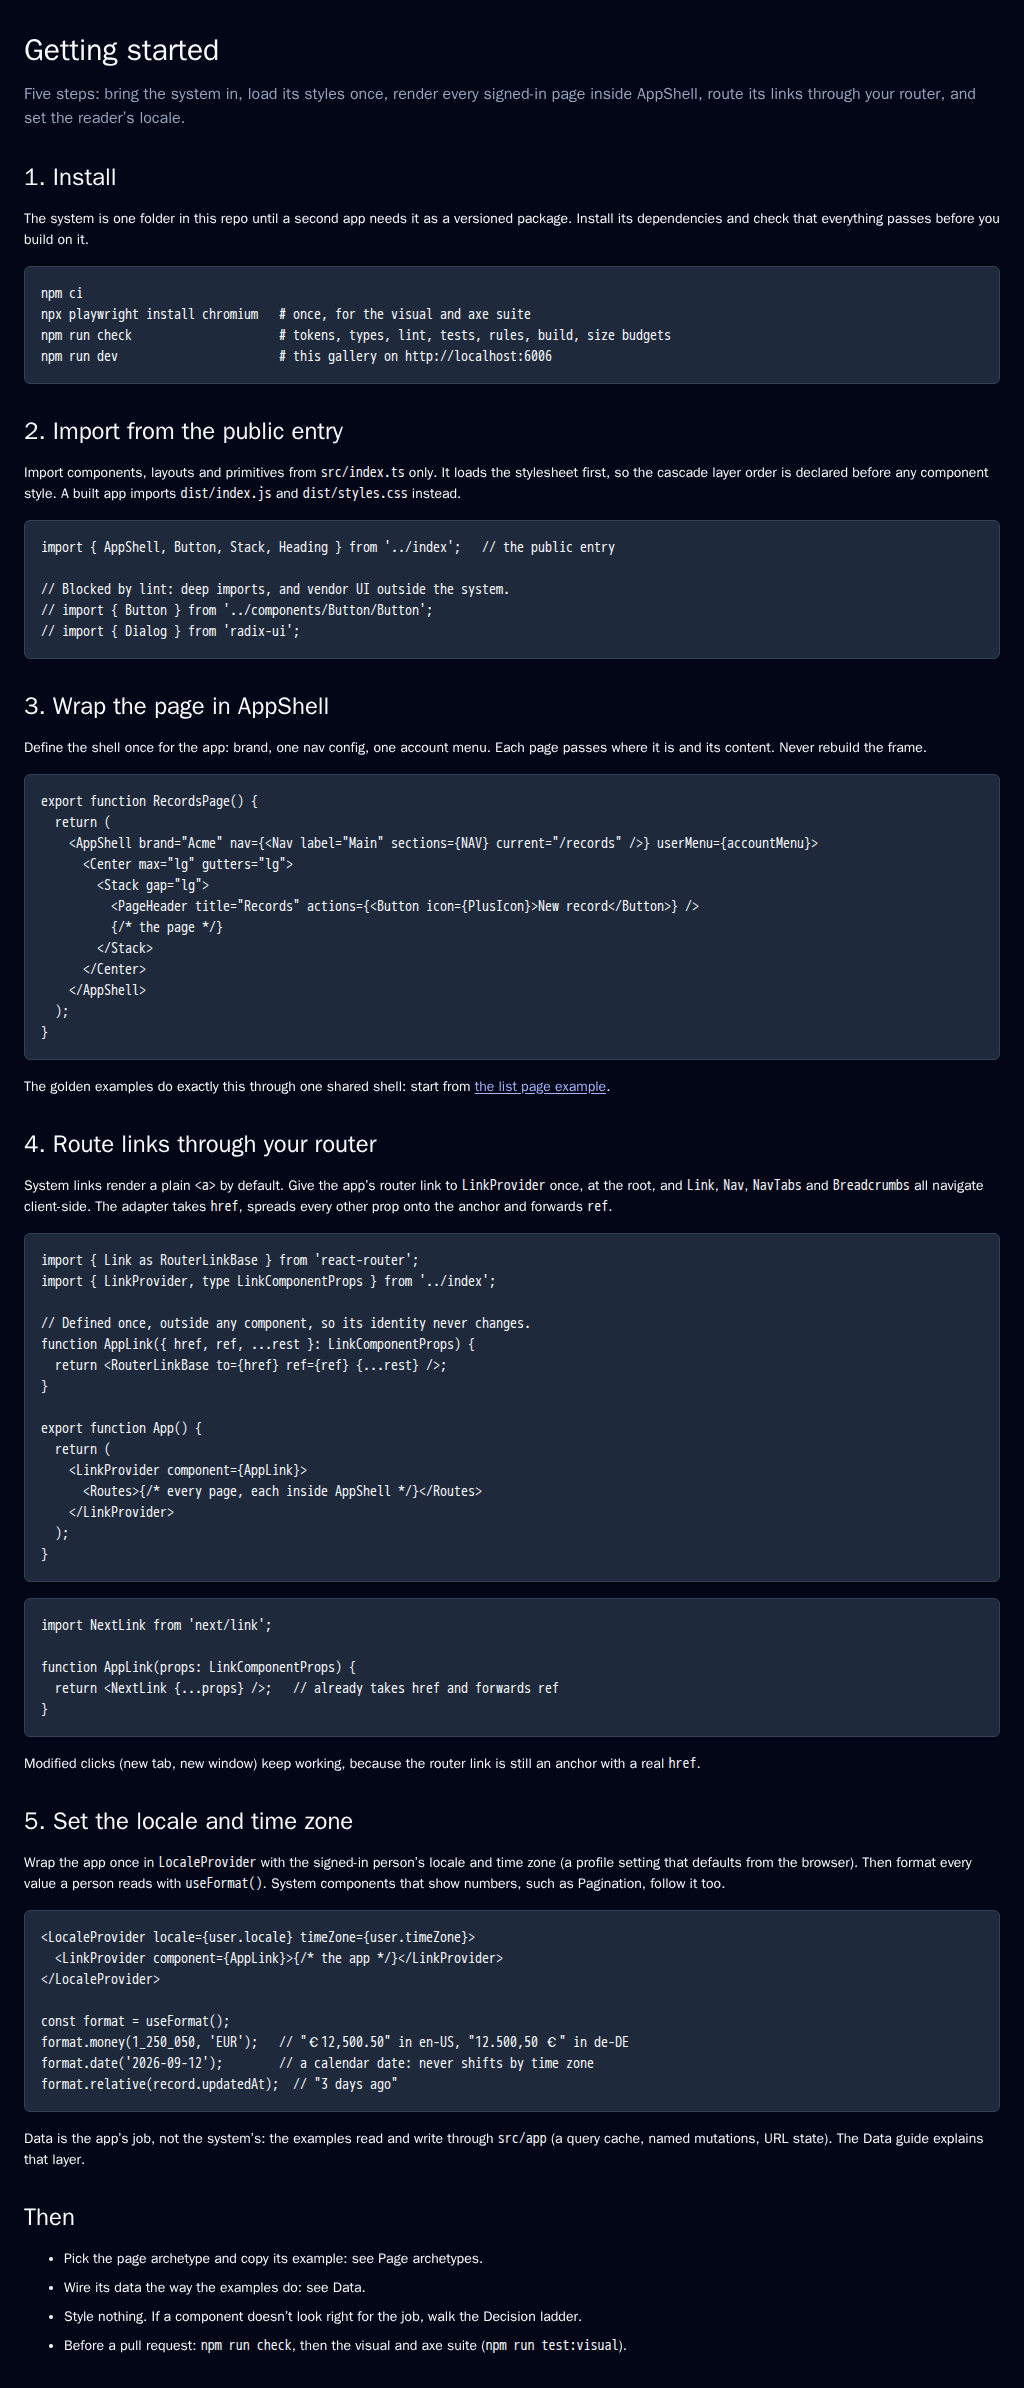 Getting started
Five steps: bring the system in, load its styles once, render every signed-in page inside AppShell, route its links through your router, and
set the reader's locale.
1. Install
The system is one folder in this repo until a second app needs it as a versioned package. Install its dependencies and check that everything passes before you
build on it.
npm ci
npx playwright install chromium   # once, for the visual and axe suite
npm run check                     # tokens, types, lint, tests, rules, build, size budgets
npm run dev                       # this gallery on http://localhost:6006
2. Import from the public entry
Import components, layouts and primitives from src/index.ts only. It loads the stylesheet first, so the cascade layer order is declared before any component
style. A built app imports dist/index.js and dist/styles.css instead.
import { AppShell, Button, Stack, Heading } from '../index';   // the public entry
// Blocked by lint: deep imports, and vendor UI outside the system.
// import { Button } from '../components/Button/Button';
// import { Dialog } from 'radix-ui';
3. Wrap the page in AppShell
Define the shell once for the app: brand, one nav config, one account menu. Each page passes where it is and its content. Never rebuild the frame.
export function RecordsPage() {
  return (
    <AppShell brand="Acme" nav={<Nav label="Main" sections={NAV} current="/records" />} userMenu={accountMenu}>
      <Center max="lg" gutters="lg">
        <Stack gap="lg">
          <PageHeader title="Records" actions={<Button icon={PlusIcon}>New record</Button>} />
          {/* the page */}
        </Stack>
      </Center>
    </AppShell>
  );
}
The golden examples do exactly this through one shared shell: start from the list page example.
4. Route links through your router
System links render a plain <a> by default. Give the app's router link to LinkProvider once, at the root, and Link, Nav, NavTabs and Breadcrumbs all navigate
client-side. The adapter takes href, spreads every other prop onto the anchor and forwards ref.
import { Link as RouterLinkBase } from 'react-router';
import { LinkProvider, type LinkComponentProps } from '../index';
// Defined once, outside any component, so its identity never changes.
function AppLink({ href, ref, ...rest }: LinkComponentProps) {
  return <RouterLinkBase to={href} ref={ref} {...rest} />;
}
export function App() {
  return (
    <LinkProvider component={AppLink}>
      <Routes>{/* every page, each inside AppShell */}</Routes>
    </LinkProvider>
  );
}
import NextLink from 'next/link';
function AppLink(props: LinkComponentProps) {
  return <NextLink {...props} />;   // already takes href and forwards ref
}
Modified clicks (new tab, new window) keep working, because the router link is still an anchor with a real href.
5. Set the locale and time zone
Wrap the app once in LocaleProvider with the signed-in person's locale and time zone (a profile setting that defaults from the browser). Then format every
value a person reads with useFormat(). System components that show numbers, such as Pagination, follow it too.
<LocaleProvider locale={user.locale} timeZone={user.timeZone}>
  <LinkProvider component={AppLink}>{/* the app */}</LinkProvider>
</LocaleProvider>
const format = useFormat();
format.money(1_250_050, 'EUR');   // "€12,500.50" in en-US, "12.500,50 €" in de-DE
format.date('2026-09-12');        // a calendar date: never shifts by time zone
format.relative(record.updatedAt);  // "3 days ago"
Data is the app's job, not the system's: the examples read and write through src/app (a query cache, named mutations, URL state). The Data guide explains
that layer.
Then
• Pick the page archetype and copy its example: see Page archetypes.
• Wire its data the way the examples do: see Data.
• Style nothing. If a component doesn't look right for the job, walk the Decision ladder.
• Before a pull request: npm run check, then the visual and axe suite (npm run test:visual).